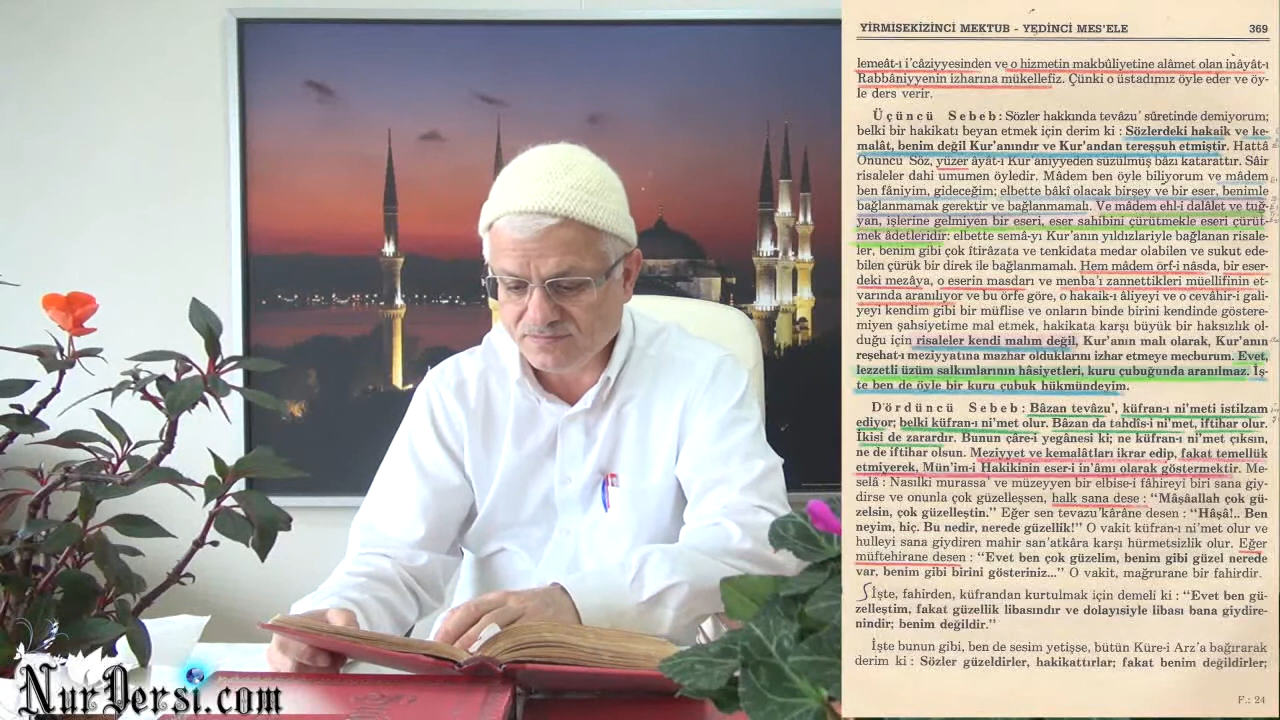 YİRMİSEKİZİNCİ MEKTUB - YEDİNCİ MES'ELE 369
lemeât-ı i'câziyyesinden ve o hizmetin makbûliyetine alâmet olan inâyât-ı
Rabbâniyyenin izharına mükellefiz. Çünki o üstadımız öyle eder ve öy-
le ders verir.
Üçüncü Sebeb: Sözler hakkında tevâzu' sûretinde demiyorum;
belki bir hakikatı beyan etmek için derim ki : Sözlerdeki hakaik ve ke-
malât, benim değil Kur'anındır ve Kur'andan tereşşuh etmiştir. Hattâ
Onuncu Söz, yüzer âyât-ı Kur'aniyyeden süzülmüş bâzı katarattır. Sâir
risaleler dahi umumen öyledir. Mâdem ben öyle biliyorum ve mâdem
ben fâniyim, gideceğim; elbette bâki olacak birşey ve bir eser, benimle
bağlanmamak gerektir ve bağlanmamalı. Ve mâdem ehl-i dalâlet ve tuğ-
yan, işlerine gelmiyen bir eseri, eser sahibini çürütmekle eseri çürüt-
mek âdetleridir: elbette semâ-yı Kur'anın yıldızlariyle bağlanan risale-
ler, benim gibi çok îtirâzata ve tenkidata medar olabilen ve sukut ede-
bilen çürük bir direk ile bağlanmamalı. Hem mâdem örf-i nâsda, bir eser-
deki mezâya, o eserin masdarı ve menba'ı zannettikleri müellifinin et-
varında aranılıyor ve bu örfe göre, o hakaik-ı âliyeyi ve o cevâhir-i gali-
yeyi kendim gibi bir müflise ve onların binde birini kendinde göstere-
miyen şahsiyetime mal etmek, hakikata karşı büyük bir haksızlık ol-
duğu için risaleler kendi malım değil, Kur'anın malı olarak, Kur'anın
reşehat-ı meziyyatına mazhar olduklarını izhar etmeye mecburum. Evet,
lezzetli üzüm salkımlarının hâsiyetleri, kuru çubuğunda aranılmaz. İş-
te ben de öyle bir kuru çubuk hükmündeyim.
Dördüncü Sebeb: Bâzan tevâzu', küfran-ı ni'meti istilzam
ediyor; belki küfran-ı ni'met olur. Bâzan da tahdîs-i ni'met, iftihar olur.
İkisi de zarardır. Bunun çâre-i yegânesi ki; ne küfran-ı ni'met çıksın,
ne de iftihar olsun. Meziyyet ve kemalâtları ikrar edip, fakat temellük
etmiyerek, Mün'im-i Hakikinin eser-i in'âmı olarak göstermektir. Me-
selâ : Nasılki murassa' ve müzeyyen bir elbise-i fâhireyi biri sana giy-
dirse ve onunla çok güzelleşsen, halk sana dese : "Mâşâallah çok gü-
zelsin, çok güzelleştin." Eğer sen tevazu'kârâne desen : "Hâşâ!.. Ben
neyim, hiç. Bu nedir, nerede güzellik!" O vakit küfran-ı ni'met olur ve
hulleyi sana giydiren mahir san'atkâra karşı hürmetsizlik olur. Eğer
müftehirane desen : "Evet ben çok güzelim, benim gibi güzel nerede
var, benim gibi birini gösteriniz..." O vakit, mağrurane bir fahirdir.
İşte, fahirden, küfrandan kurtulmak için demeli ki : "Evet ben gü-
zelleştim, fakat güzellik libasındır ve dolayısiyle libası bana giydire-
nindir; benim değildir."
İşte bunun gibi, ben de sesim yetişse, bütün Küre-i Arz'a bağırarak
derim ki : Sözler güzeldirler, hakikattırlar; fakat benim değildirler;
F.: 24
NurDersi.com